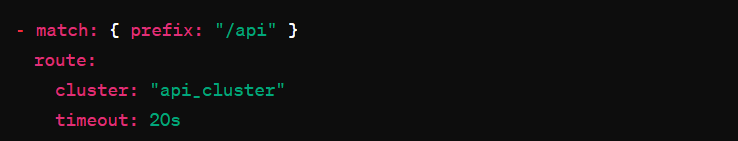 - match: { prefix: "/api" }
  route:
    cluster: "api_cluster"
    timeout: 20s